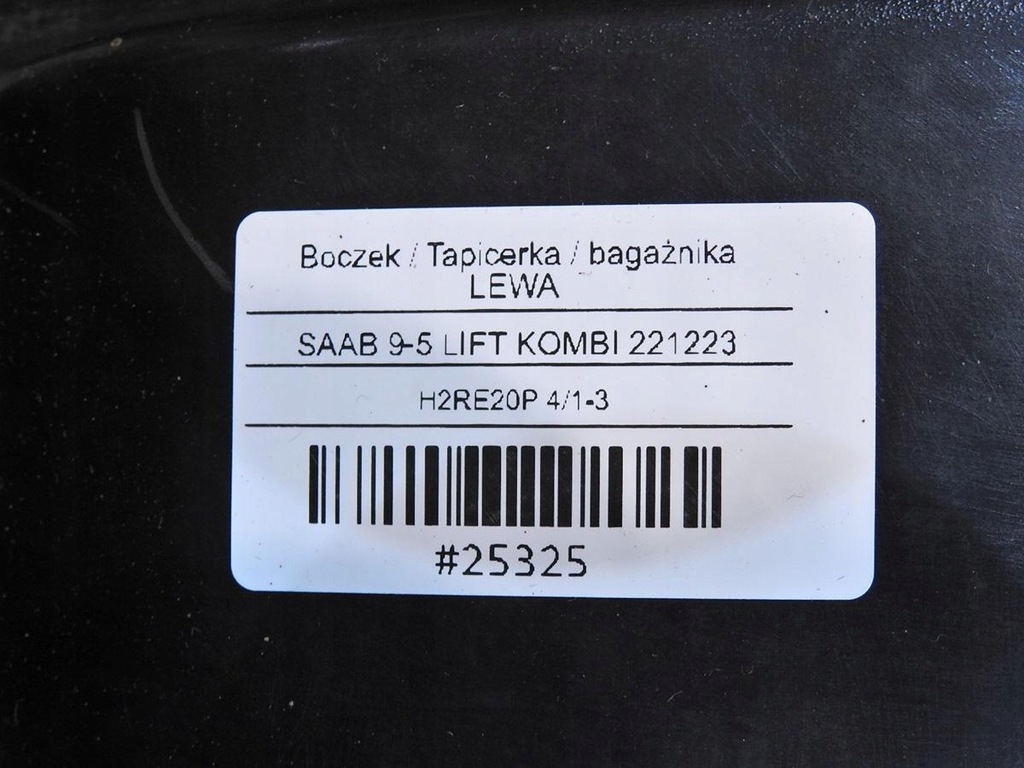 Boczek / Tapicerka / bagażnika
LEWA
SAAB 9-5 LIFT KOMBI 221223
H2RE20P 4/1-3
#25325